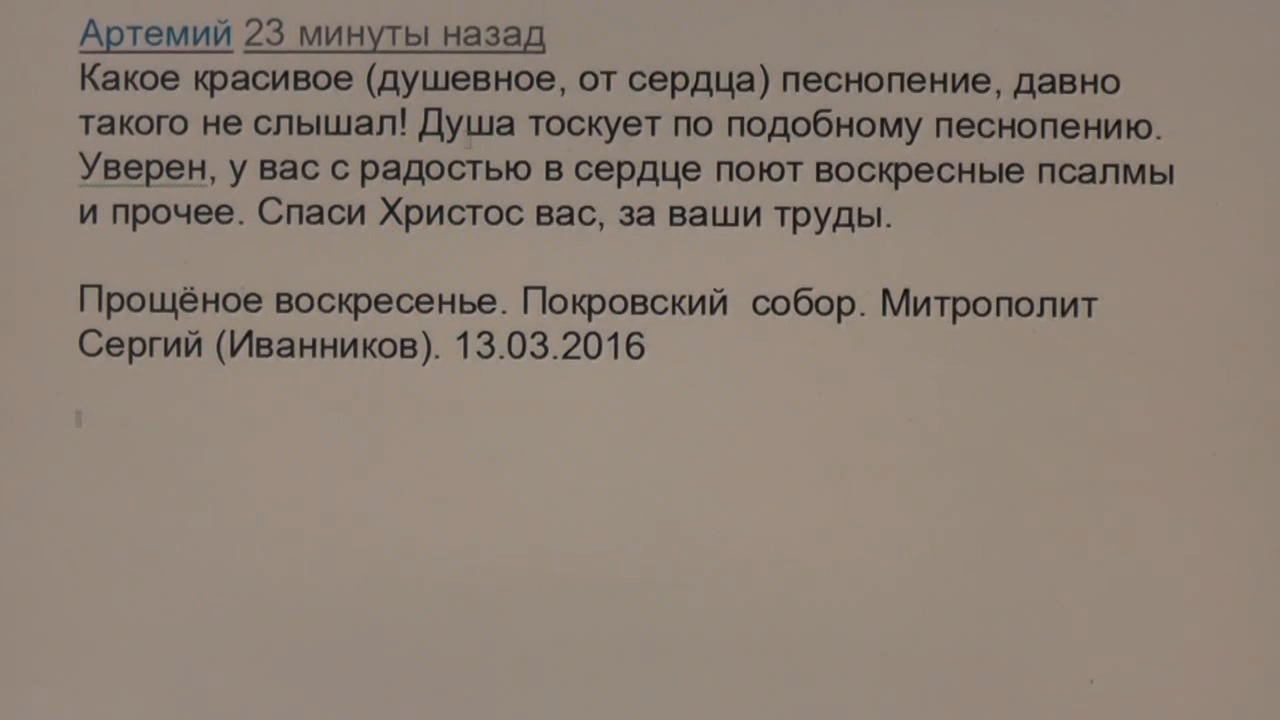 Артемий 23 минуты назад
Какое красивое (душевное, от сердца) песнопение, давно
такого не слышал! Душа тоскует по подобному песнопению.
Уверен, у вас с радостью в сердце поют воскресные псалмы
и прочее. Спаси Христос вас, за ваши труды.
Прощёное воскресенье. Покровский собор. Митрополит
Сергий (Иванников). 13.03.2016